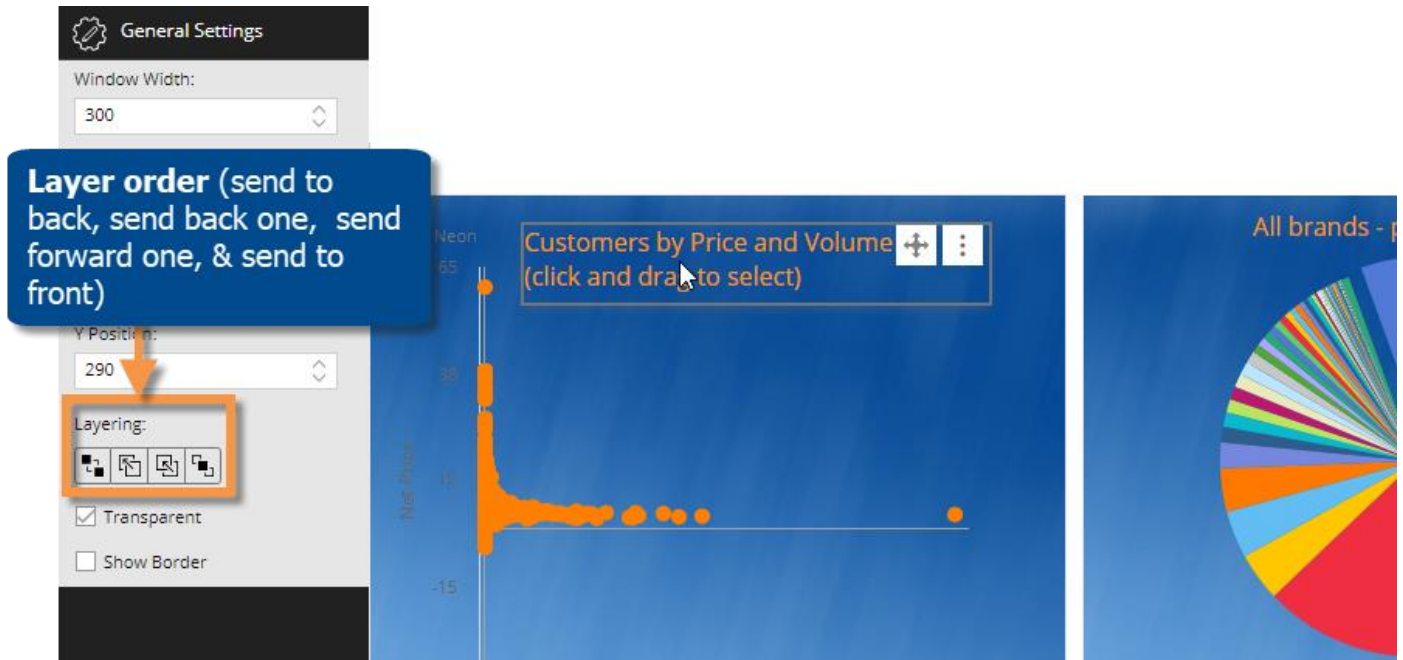 General Settings
Window Width:
300
Layer order (send to
back, send back one, send
forward one, & send to
front)
Y Position:
290
Layering:
Transparent
Show Border
Neon
Customers by Price and Volume
(click and drag to select)
65
38
Net Price
-15
All brands -